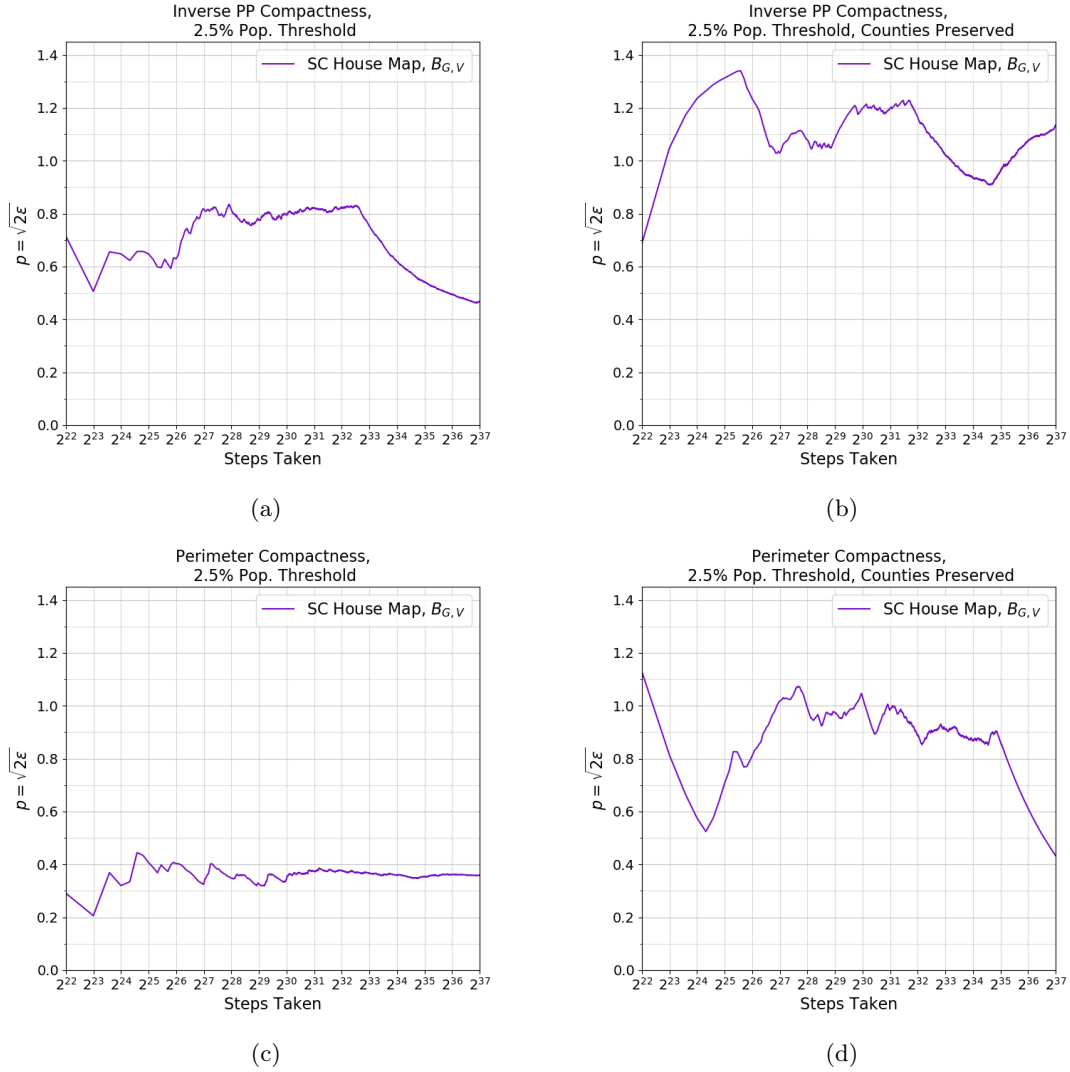 Inverse PP Compactness,
2.5% Pop. Threshold
SC House Map, $B_{G,V}$
1.4
1.2
1.0
0.8
0.6
0.4
0.2
0.0
$p = \sqrt{2\varepsilon}$
$2^{22}$ $2^{23}$ $2^{24}$ $2^{25}$ $2^{26}$ $2^{27}$ $2^{28}$ $2^{29}$ $2^{30}$ $2^{31}$ $2^{32}$ $2^{33}$ $2^{34}$ $2^{35}$ $2^{36}$ $2^{37}$
Steps Taken
(a)
Inverse PP Compactness,
2.5% Pop. Threshold, Counties Preserved
SC House Map, $B_{G,V}$
1.4
1.2
1.0
0.8
0.6
0.4
0.2
0.0
$p = \sqrt{2\varepsilon}$
$2^{22}$ $2^{23}$ $2^{24}$ $2^{25}$ $2^{26}$ $2^{27}$ $2^{28}$ $2^{29}$ $2^{30}$ $2^{31}$ $2^{32}$ $2^{33}$ $2^{34}$ $2^{35}$ $2^{36}$ $2^{37}$
Steps Taken
(b)
Perimeter Compactness,
2.5% Pop. Threshold
SC House Map, $B_{G,V}$
1.4
1.2
1.0
0.8
0.6
0.4
0.2
0.0
$p = \sqrt{2\varepsilon}$
$2^{22}$ $2^{23}$ $2^{24}$ $2^{25}$ $2^{26}$ $2^{27}$ $2^{28}$ $2^{29}$ $2^{30}$ $2^{31}$ $2^{32}$ $2^{33}$ $2^{34}$ $2^{35}$ $2^{36}$ $2^{37}$
Steps Taken
(c)
Perimeter Compactness,
2.5% Pop. Threshold, Counties Preserved
SC House Map, $B_{G,V}$
1.4
1.2
1.0
0.8
0.6
0.4
0.2
0.0
$p = \sqrt{2\varepsilon}$
$2^{22}$ $2^{23}$ $2^{24}$ $2^{25}$ $2^{26}$ $2^{27}$ $2^{28}$ $2^{29}$ $2^{30}$ $2^{31}$ $2^{32}$ $2^{33}$ $2^{34}$ $2^{35}$ $2^{36}$ $2^{37}$
Steps Taken
(d)